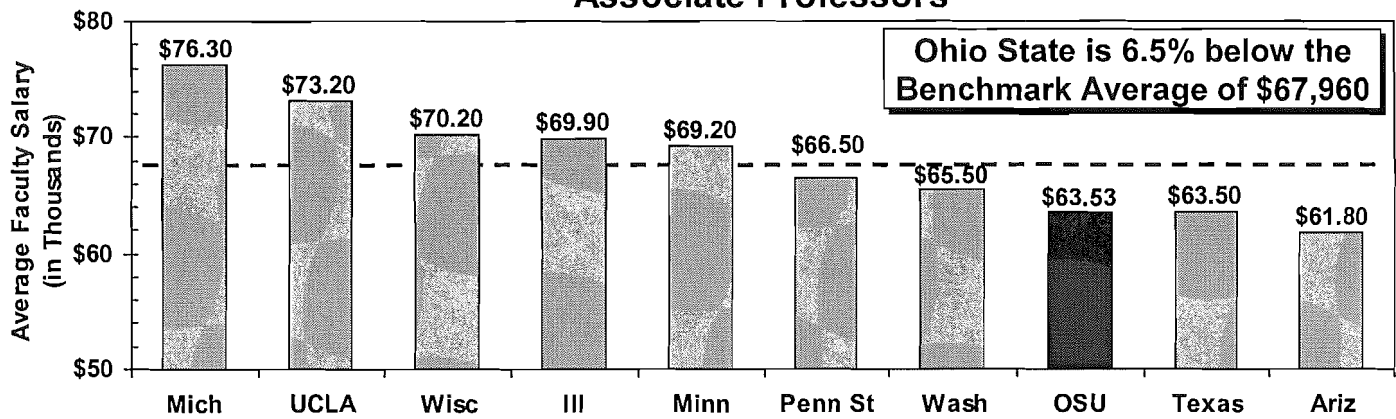 Associate Professors
Ohio State is 6.5% below the
Benchmark Average of $67,960
Average Faculty Salary
(in Thousands)
$80
$70
$60
$50
$76.30
$73.20
$70.20
$69.90
$69.20
$66.50
$65.50
$63.53
$63.50
$61.80
Mich
UCLA
Wisc
Ill
Minn
Penn St
Wash
OSU
Texas
Ariz